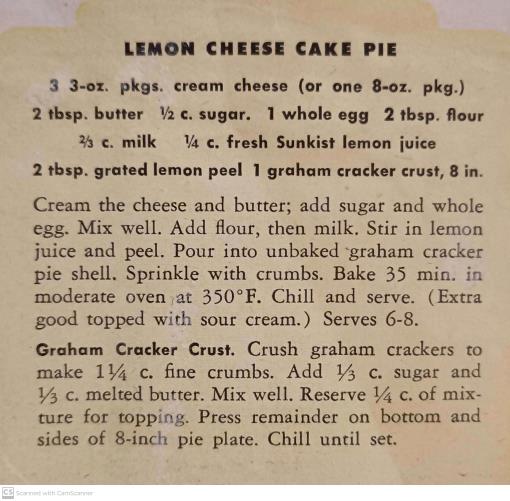 LEMON CHEESE CAKE PIE
3 3-oz. pkgs. cream cheese (or one 8-oz. pkg.)
2 tbsp. butter ½ c. sugar. 1 whole egg 2 tbsp. flour
⅔ c. milk ¼ c. fresh Sunkist lemon juice
2 tbsp. grated lemon peel 1 graham cracker crust, 8 in.
Cream the cheese and butter; add sugar and whole
egg. Mix well. Add flour, then milk. Stir in lemon
juice and peel. Pour into unbaked graham cracker
pie shell. Sprinkle with crumbs. Bake 35 min. in
moderate oven at 350°F. Chill and serve. (Extra
good topped with sour cream.) Serves 6-8.
Graham Cracker Crust. Crush graham crackers to
make 1¼ c. fine crumbs. Add ⅓ c. sugar and
⅓ c. melted butter. Mix well. Reserve ¼ c. of mix-
ture for topping. Press remainder on bottom and
sides of 8-inch pie plate. Chill until set.
CS Scanned with CamScanner